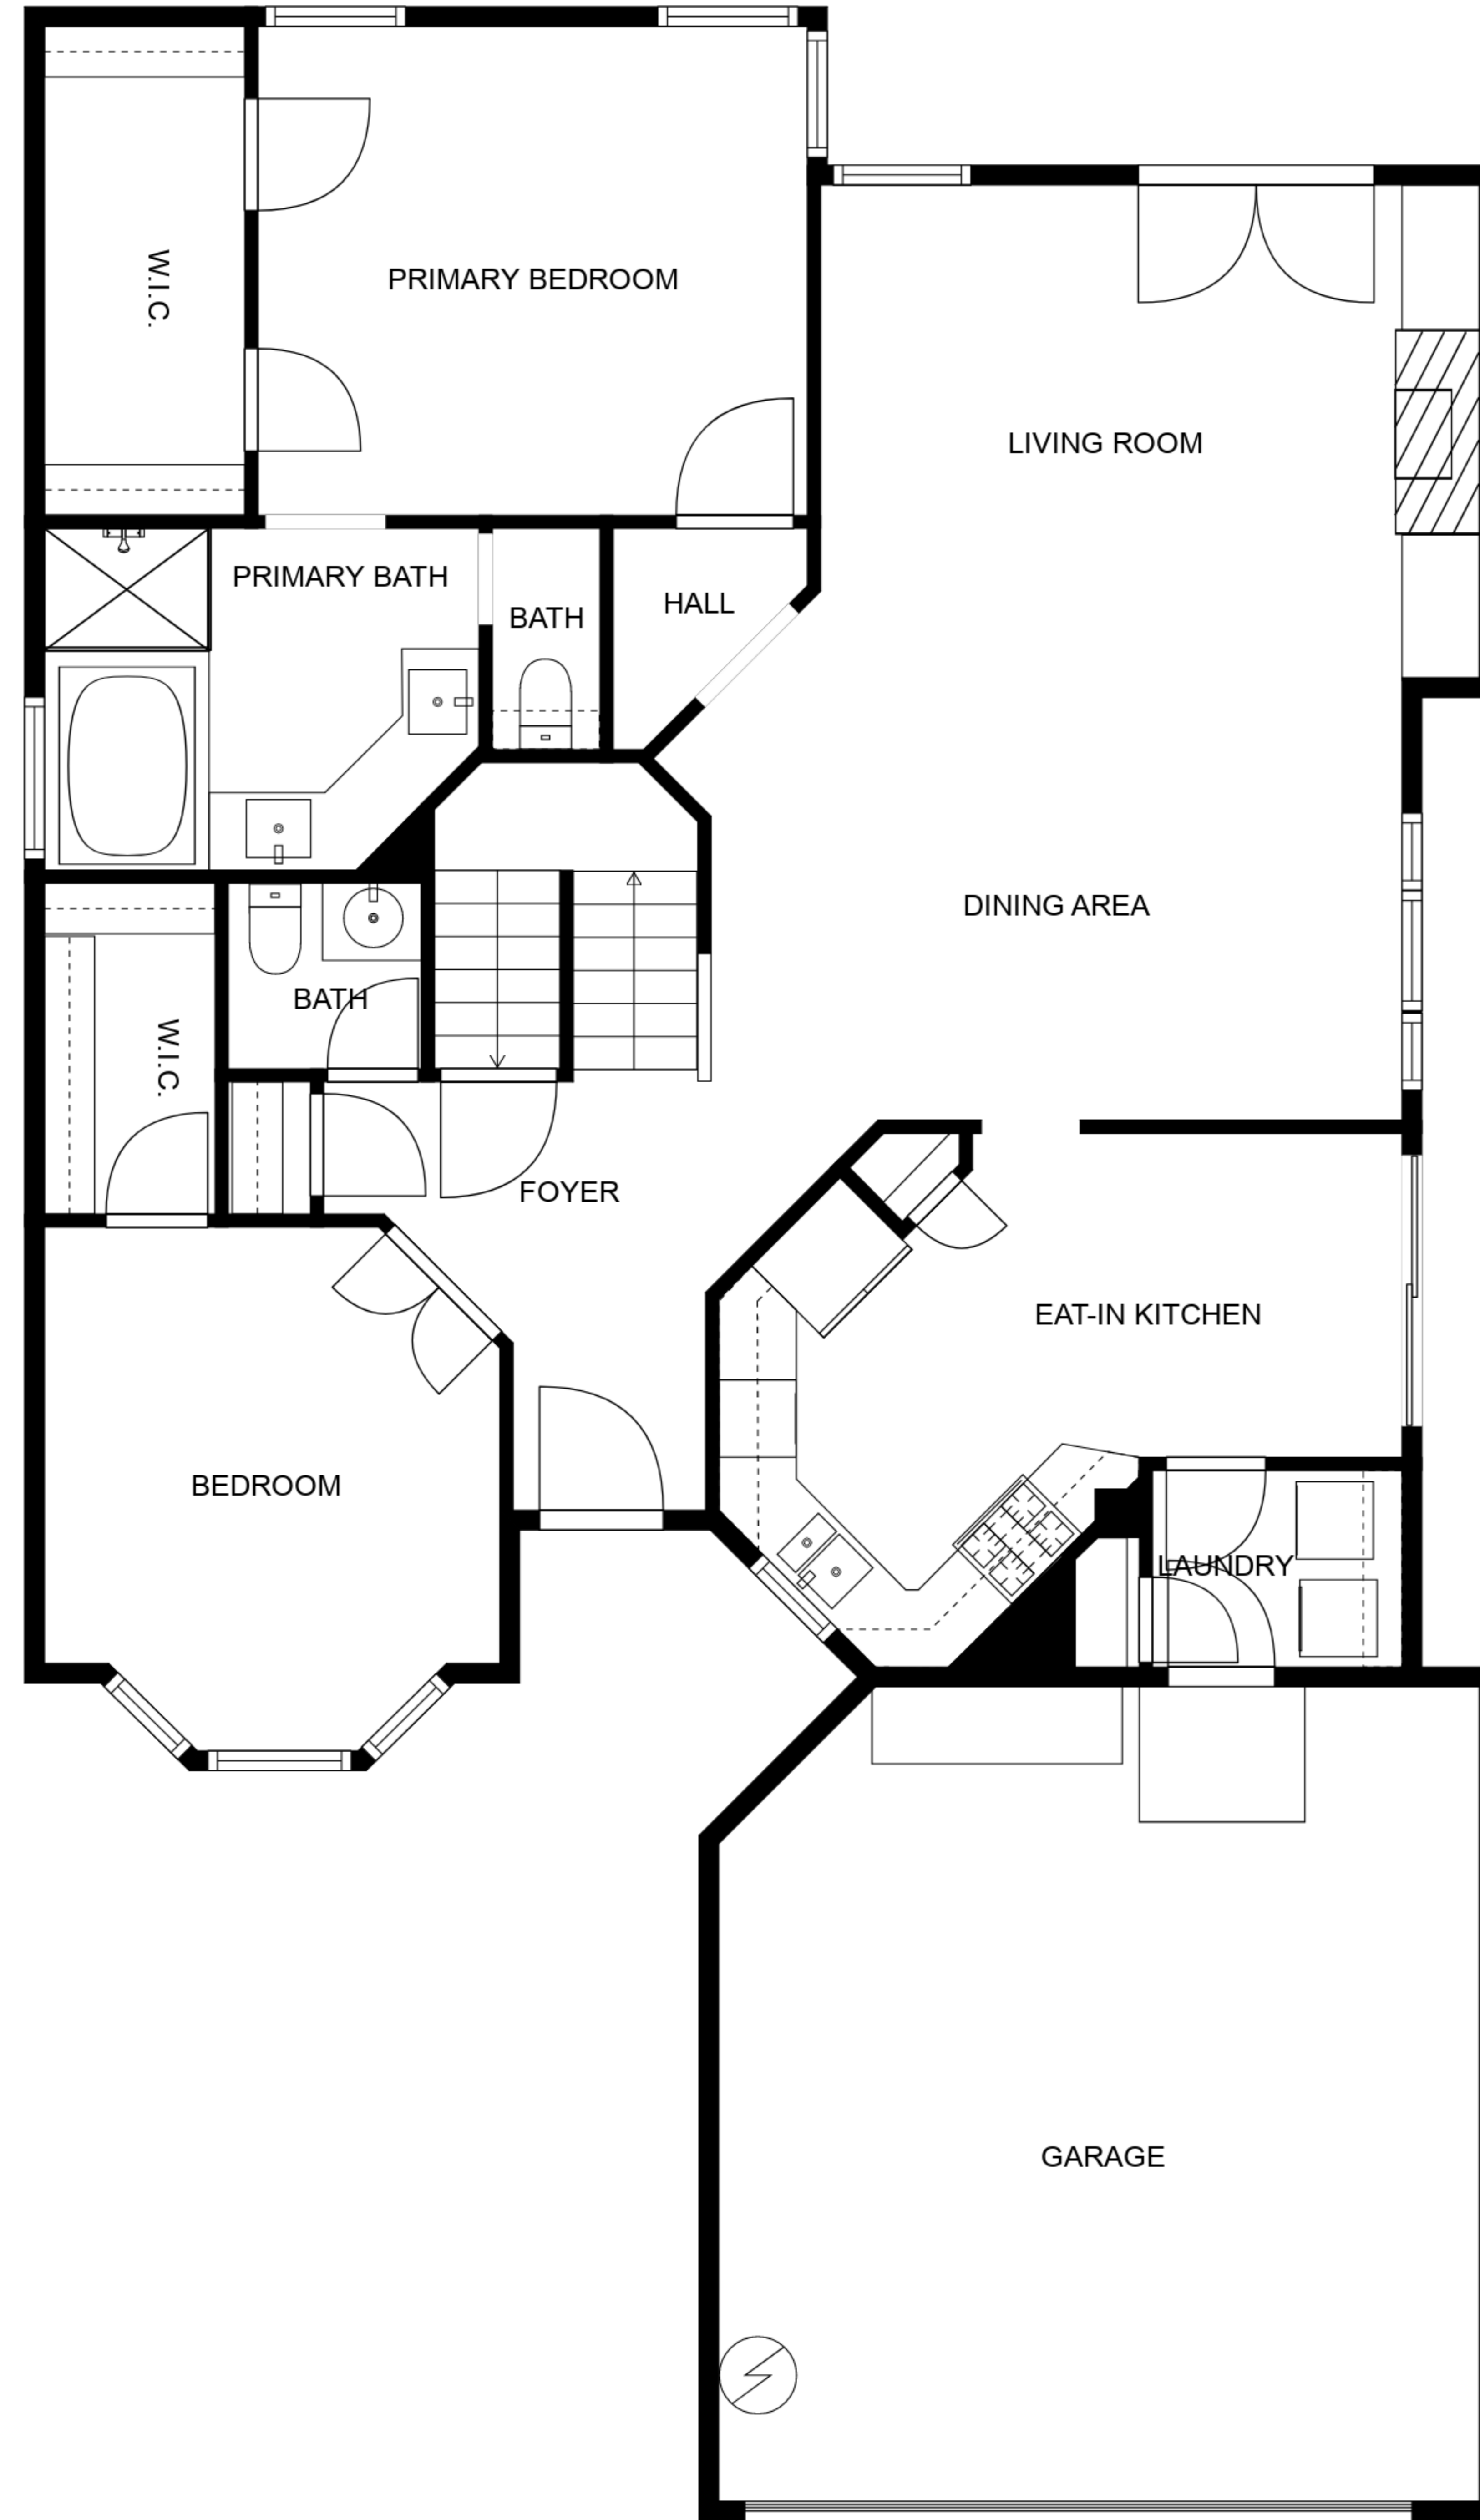 W.I.C.
PRIMARY BEDROOM
LIVING ROOM
PRIMARY BATH
BATH
HALL
DINING AREA
BATH
W.I.C.
FOYER
EAT-IN KITCHEN
BEDROOM
LAUNDRY
GARAGE